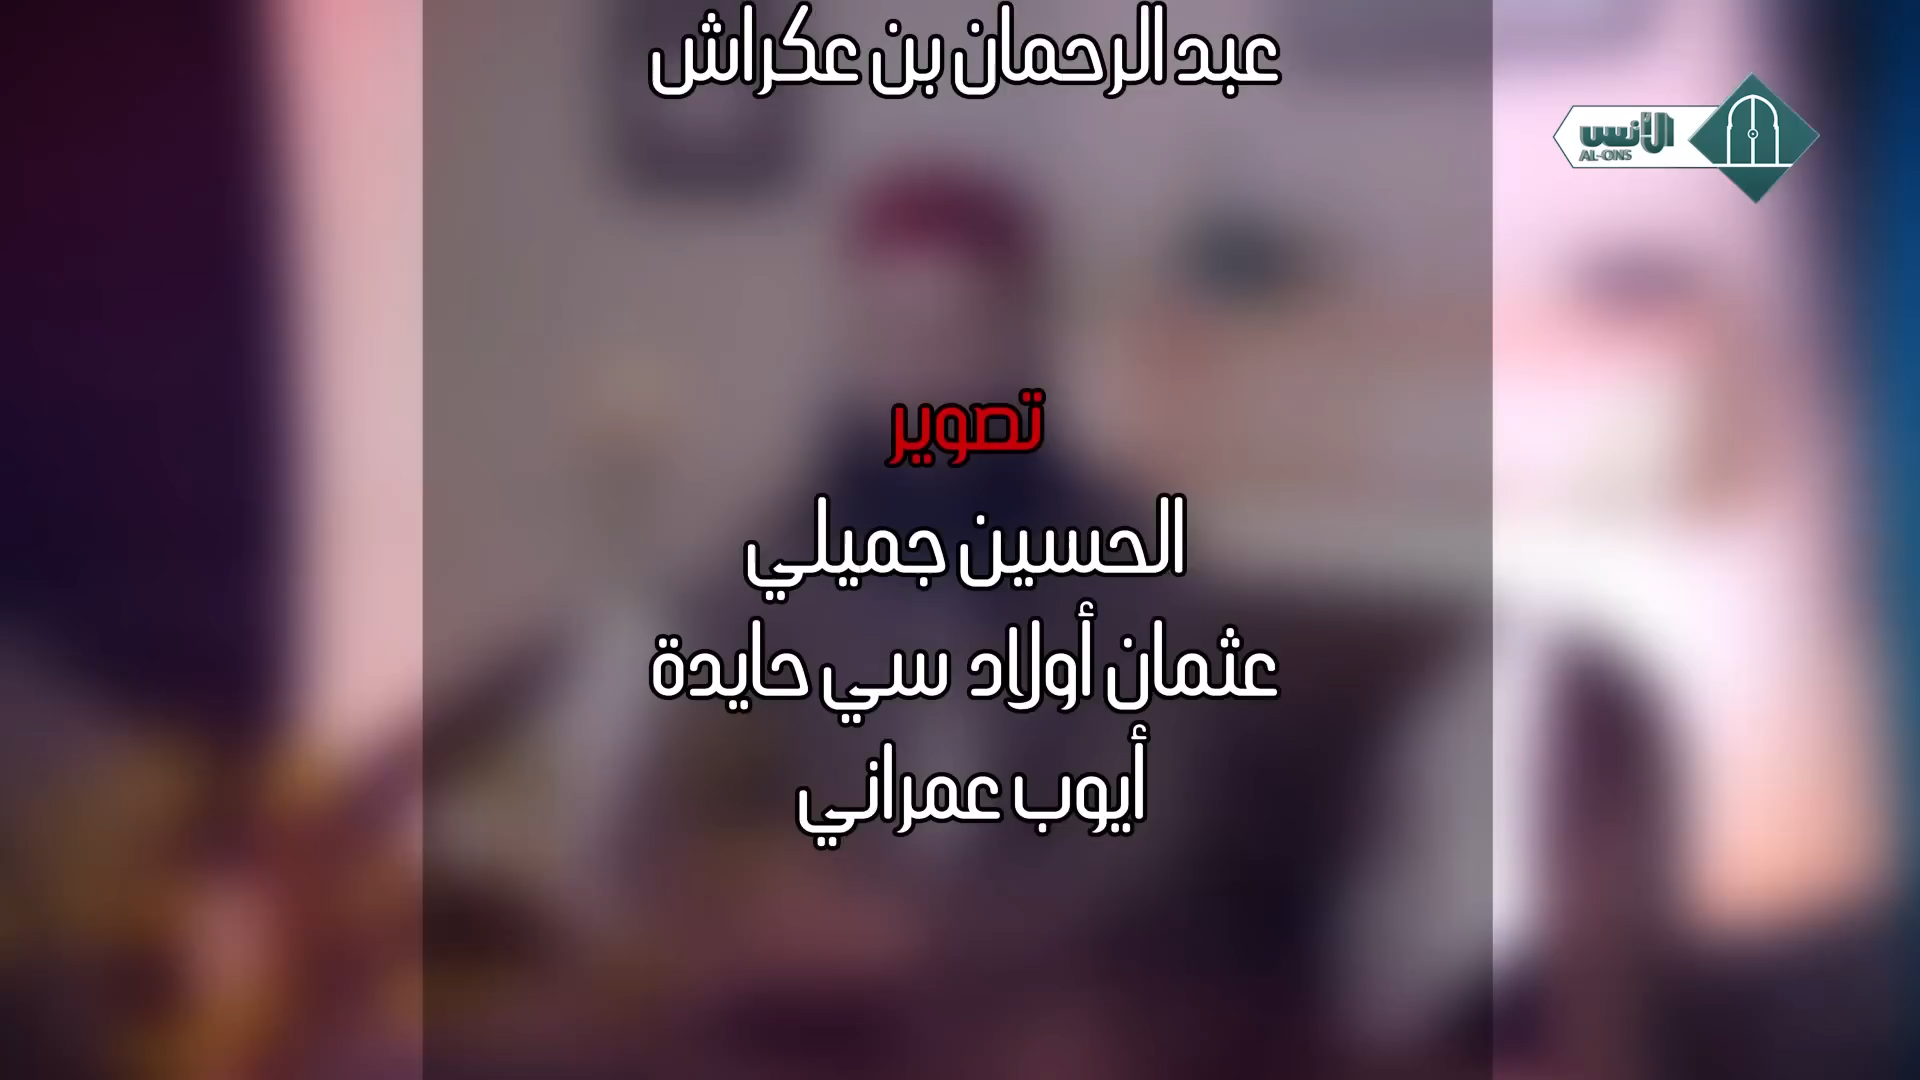 عبد الرحمان بن عكراش
الأنس
AL-ONS
تصوير
الحسين جميلي
عثمان أولاد سي حايدة
أيوب عمراني